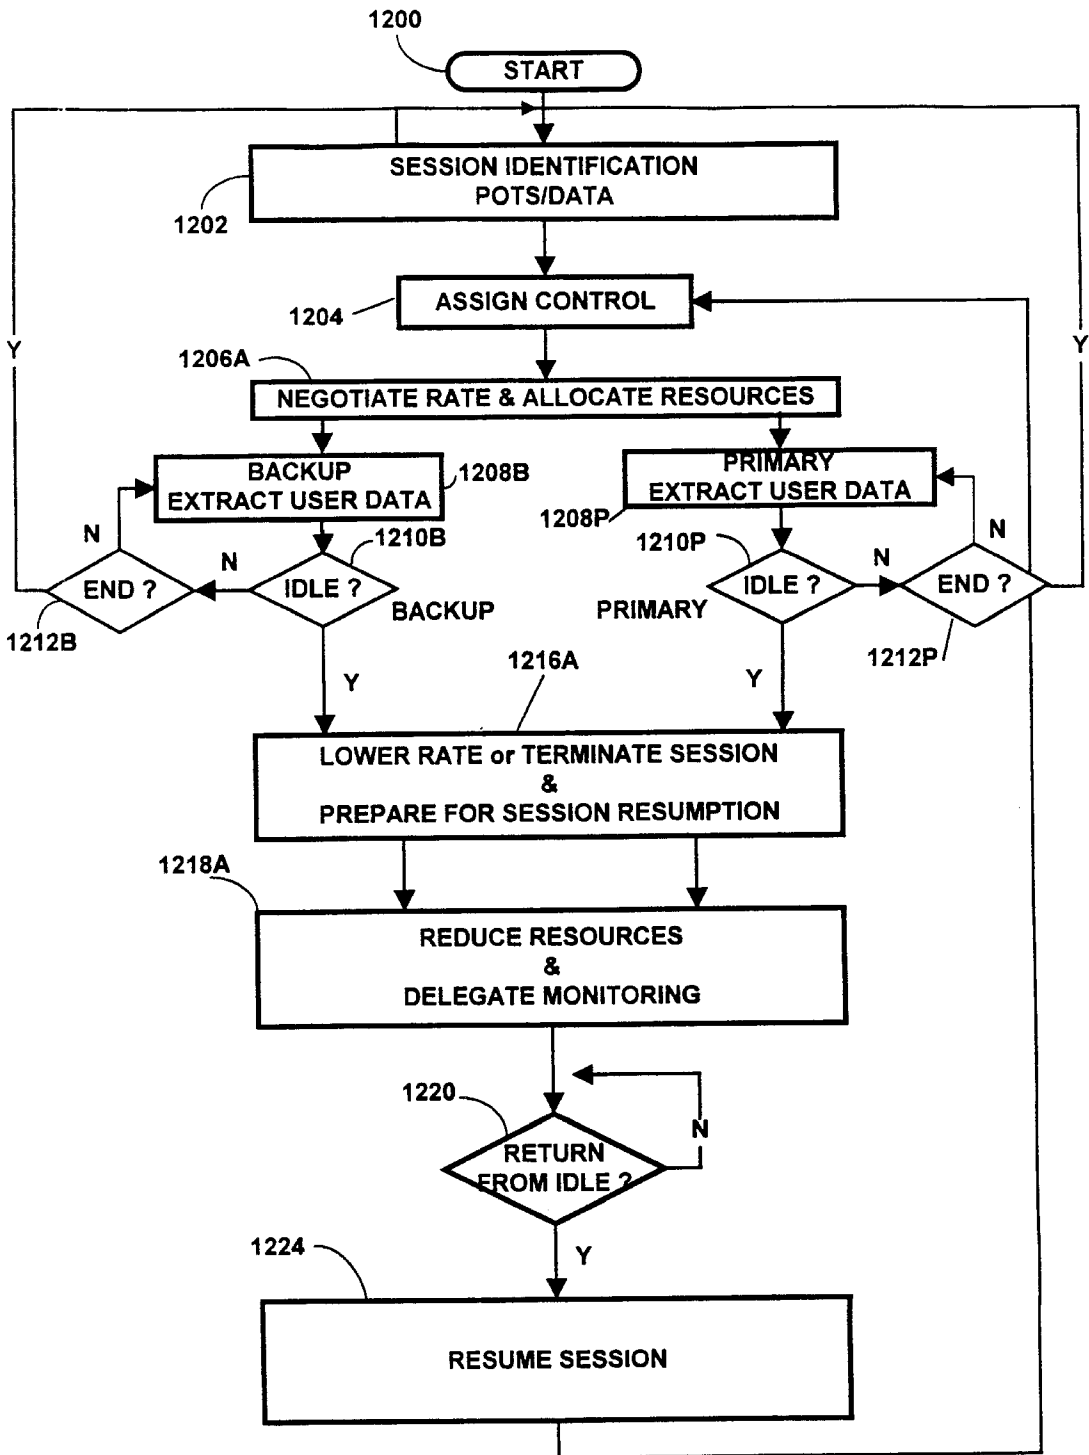 1200
START
SESSION IDENTIFICATION
POTS/DATA
1202
ASSIGN CONTROL
1204
Y
Y
1206A
NEGOTIATE RATE & ALLOCATE RESOURCES
BACKUP
EXTRACT USER DATA
1208B
PRIMARY
EXTRACT USER DATA
1208P
N
N
1210B
1210P
N
N
END ?
IDLE ?
IDLE ?
END ?
BACKUP
PRIMARY
1212B
1212P
1216A
Y
Y
LOWER RATE or TERMINATE SESSION
&
PREPARE FOR SESSION RESUMPTION
1218A
REDUCE RESOURCES
&
DELEGATE MONITORING
1220
N
RETURN
FROM IDLE ?
1224
Y
RESUME SESSION